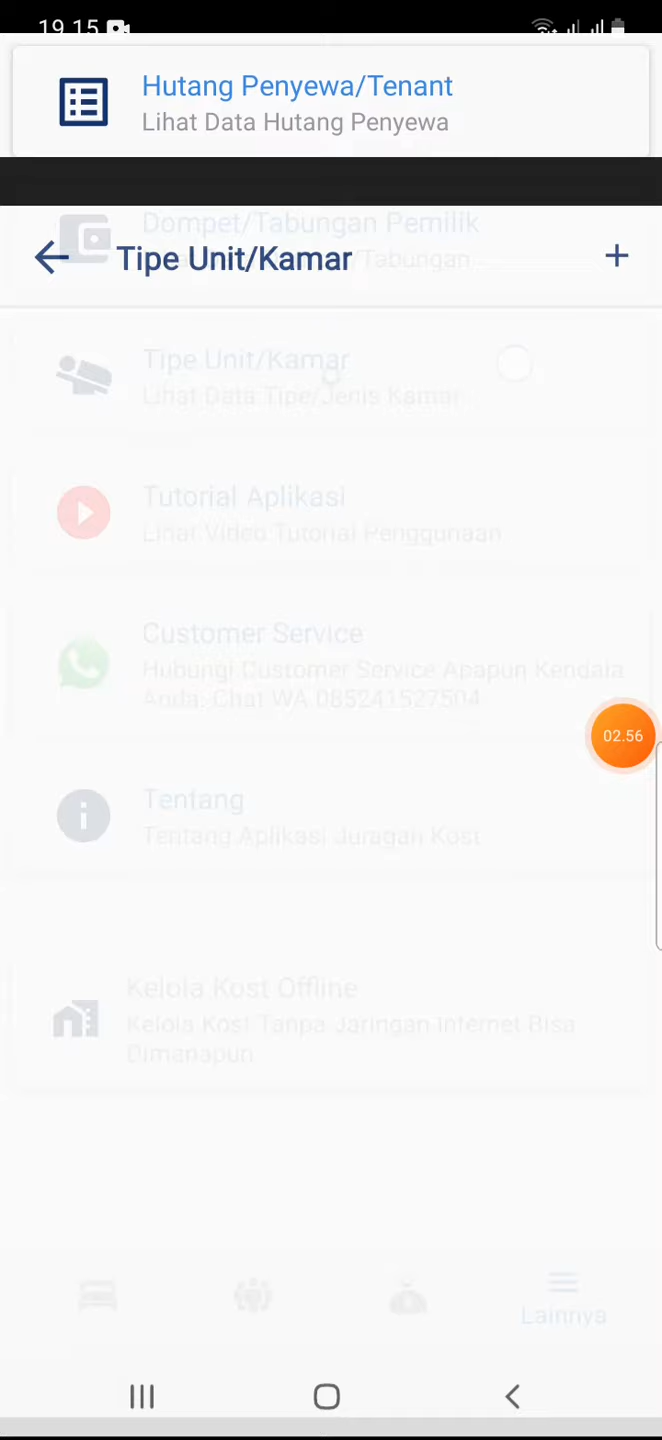 19.15
Hutang Penyewa/Tenant
Lihat Data Hutang Penyewa
Dompet/Tabungan Pemilik
/Tabungan
Tipe Unit/Kamar
+
Tipe Unit/Kamar
Lihat Data Tipe/Jenis Kamar
Tutorial Aplikasi
Lihat Video Tutorial Penggunaan
Customer Service
Hubungi Customer Service Apapun Kendala
Anda. Chat WA 085241527504
02.56
Tentang
Tentang Aplikasi Juragan Kost
Kelola Kost Offline
Kelola Kost Tanpa Jaringan Internet Bisa
Dimanapun
Lainnya